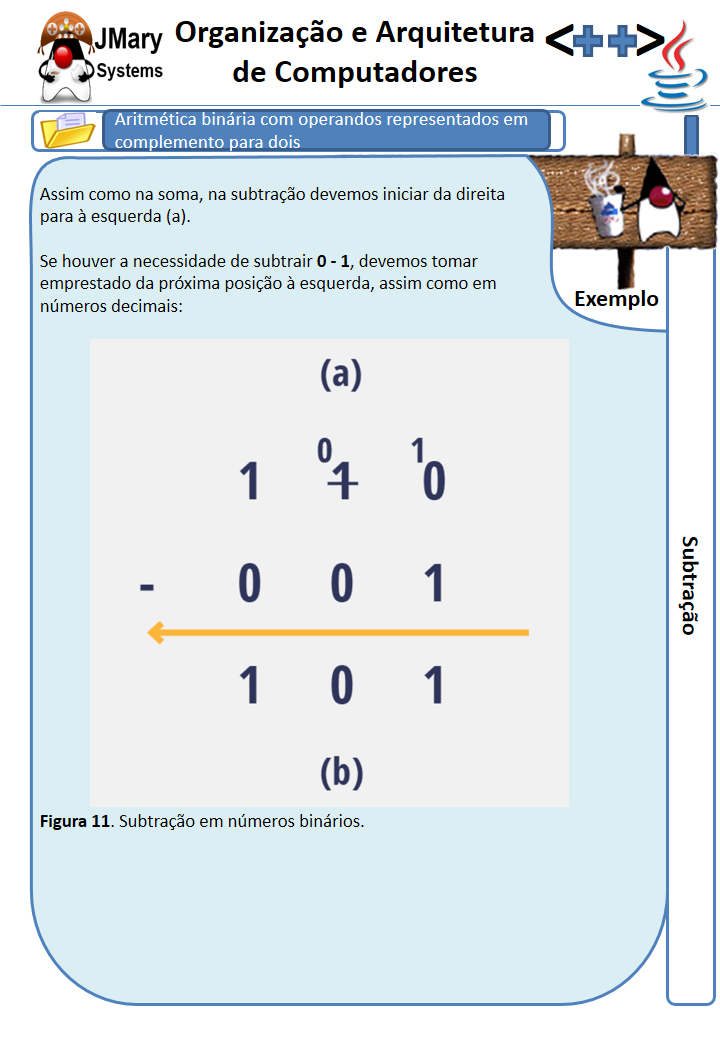 JMary
Systems
Organização e Arquitetura
de Computadores
<++>
Aritmética binária com operandos representados em
complemento para dois
Assim como na soma, na subtração devemos iniciar da direita
para à esquerda (a).
Se houver a necessidade de subtrair 0 - 1, devemos tomar
emprestado da próxima posição à esquerda, assim como em
números decimais:
Exemplo
Subtração
(a)
0 1
1 1 0
- 0 0 1
1 0 1
(b)
Figura 11. Subtração em números binários.